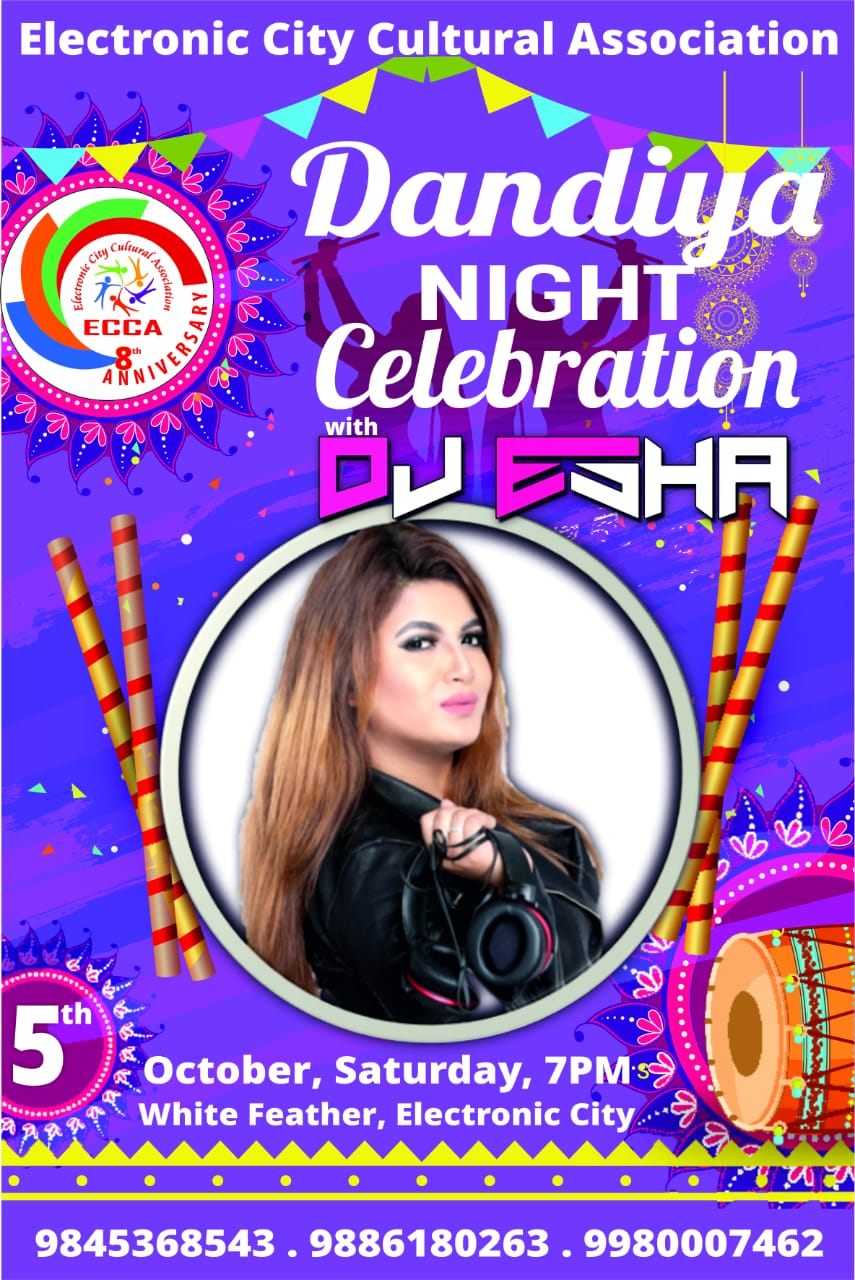 Electronic City Cultural Association
Dandiya
NIGHT
Celebration
with
DJ ESHA
Electronic City Cultural Association
ECCA
8th
ANNIVERSARY
5th
October, Saturday, 7PM
White Feather, Electronic City
9845368543 . 9886180263 . 9980007462